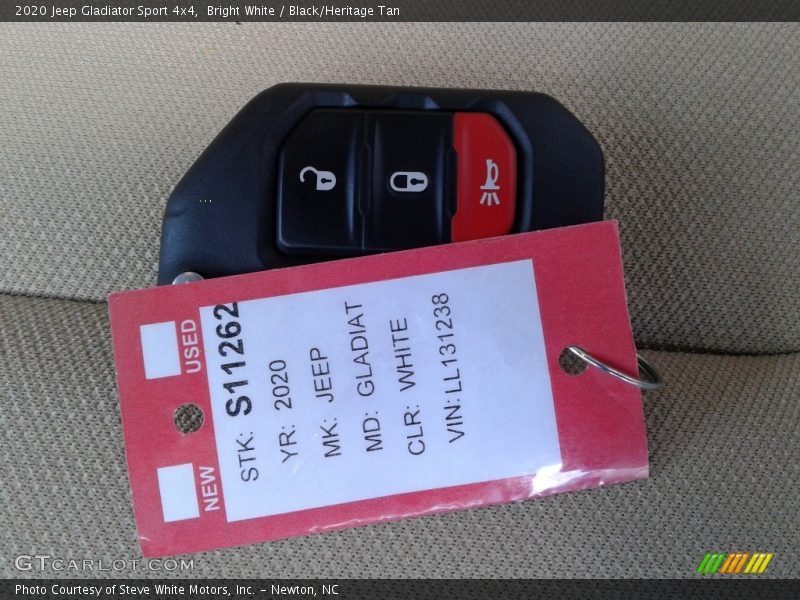 2020 Jeep Gladiator Sport 4x4, Bright White / Black/Heritage Tan
USED
NEW
STK: S11262
YR: 2020
MK: JEEP
MD: GLADIAT
CLR: WHITE
VIN: LL131238
GTCARLOT.COM
Photo Courtesy of Steve White Motors, Inc. – Newton, NC